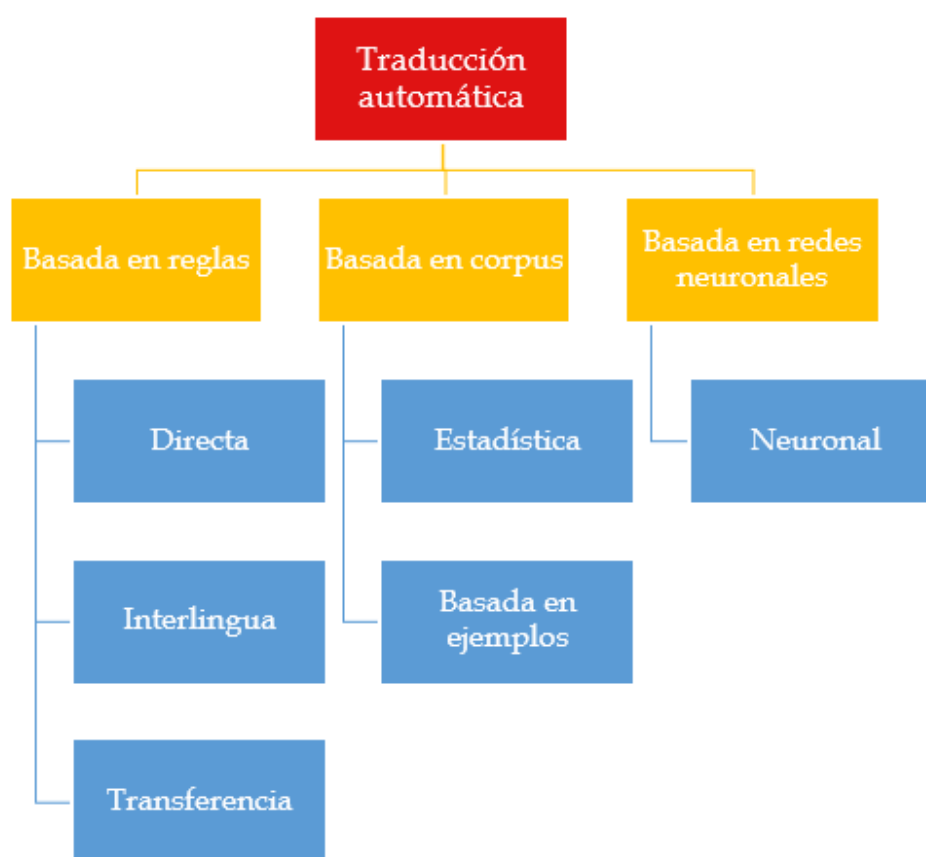 Traducción
automática
Basada en reglas
Basada en corpus
Basada en redes
neuronales
Directa
Estadística
Neuronal
Interlingua
Basada en
ejemplos
Transferencia